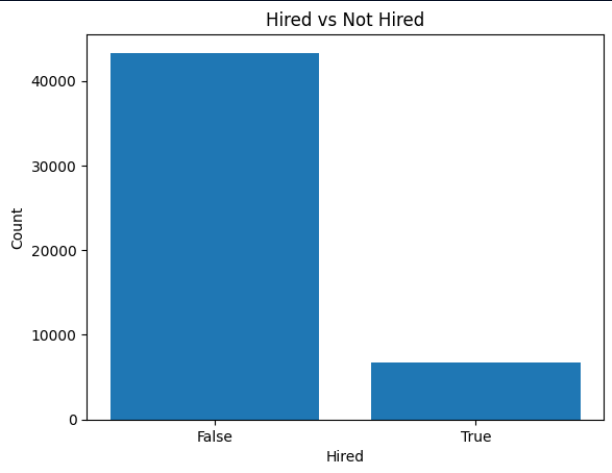 Hired vs Not Hired
40000
30000
20000
10000
0
Count
False
True
Hired